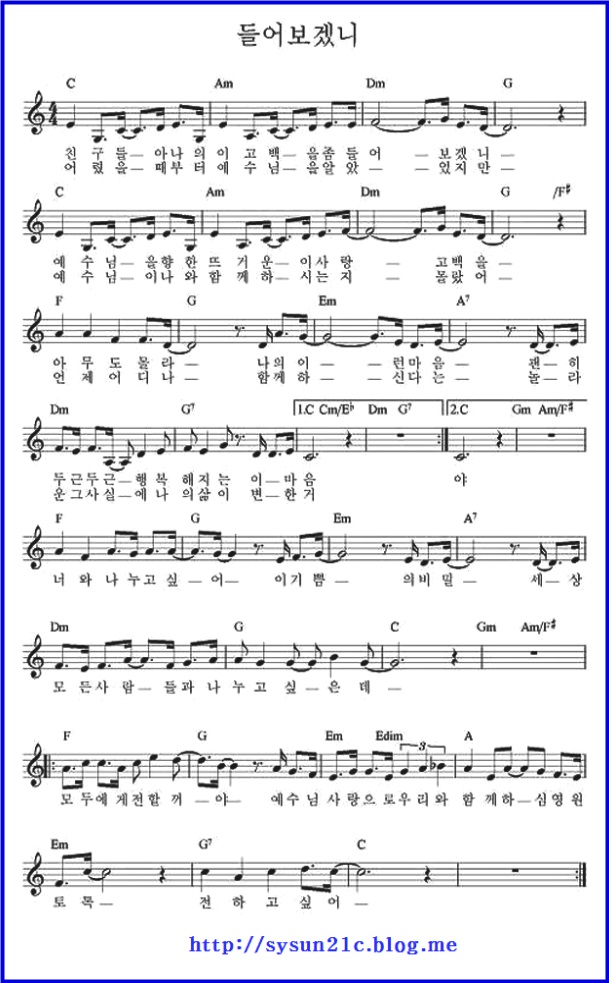 들어보겠니
C Am Dm G
친구들—아나의이고백—을좀들어 — 보겠니—
어렸을—때부터예수님—을알았 — 었지만—
C Am Dm G /F♯
예수님—을향한뜨거운—이사랑 — 고백을—
예수님—이나와함께하—시는지 — 몰랐어—
F G Em A7
아무도몰라— 나의이— 런마음— 괜—히
언제어디나— 함께하— 신다— 놀—라
Dm G7 1.C Cm/E♭ Dm G7 2.C Gm Am/F♯
두근두근—행복해지는이—마음 야
운그사실—에나의삶이변—한거
F G Em A7
너와나누고싶—어— 이기쁨— 의비밀— 세—상
Dm G C Gm Am/F♯
모든사람—들과나누고싶—은데—
F G Em Edim A
3
모두에게전할꺼—야— 예수님사랑으로우리와함께하—심영원
Em G7 C
토록— 전하고싶어—
http://sysun21c.blog.me